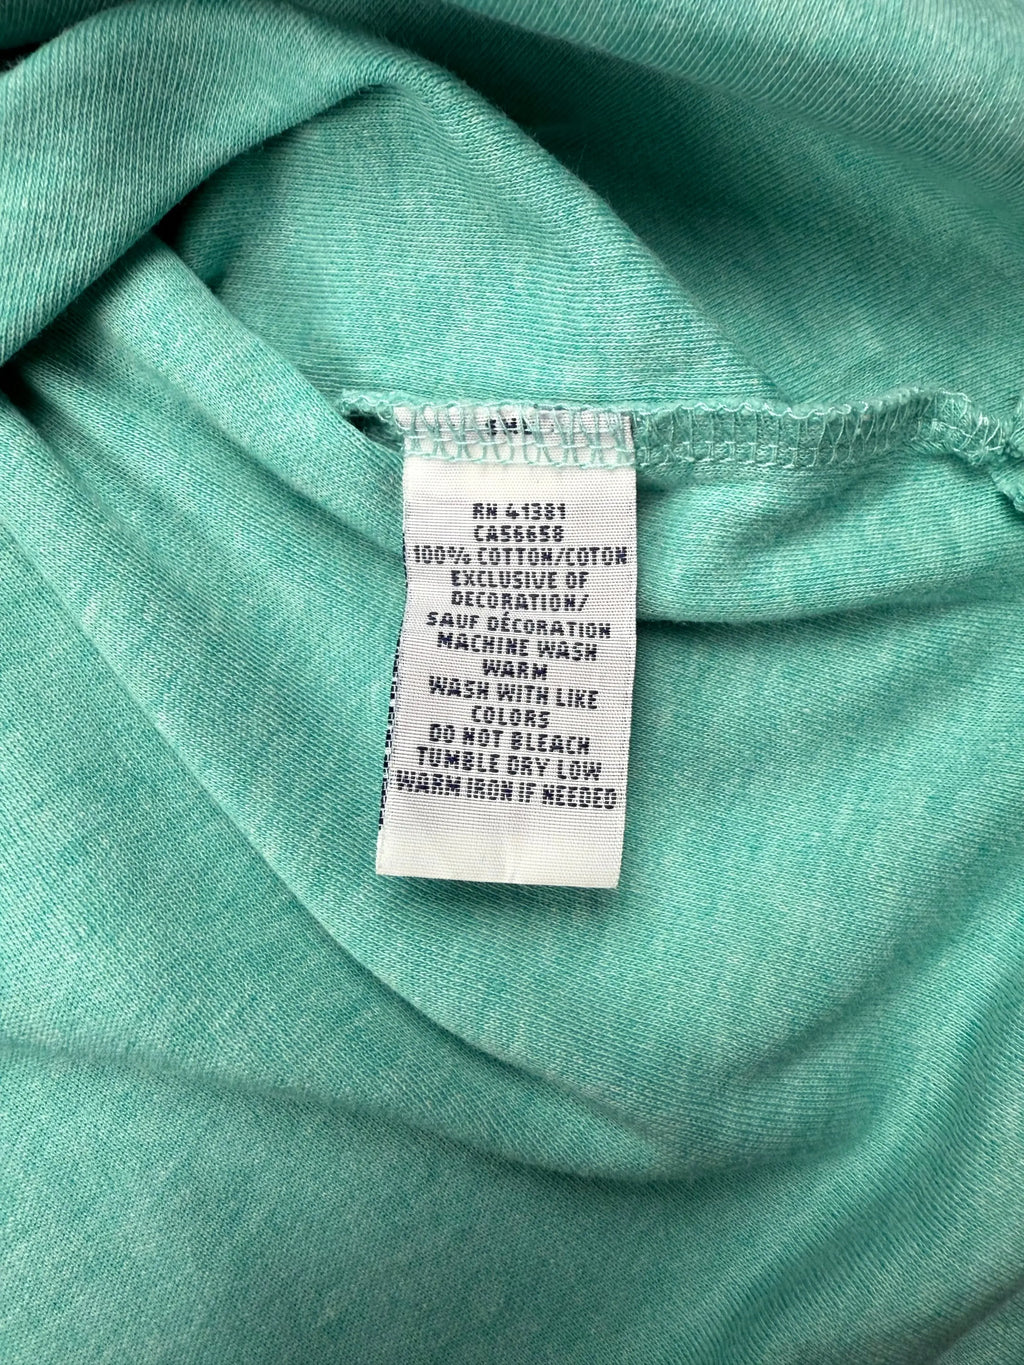 RN 41381
CA56658
100% COTTON/COTON
EXCLUSIVE OF
DECORATION/
SAUF DÉCORATION
MACHINE WASH
WARM
WASH WITH LIKE
COLORS
DO NOT BLEACH
TUMBLE DRY LOW
WARM IRON IF NEEDED